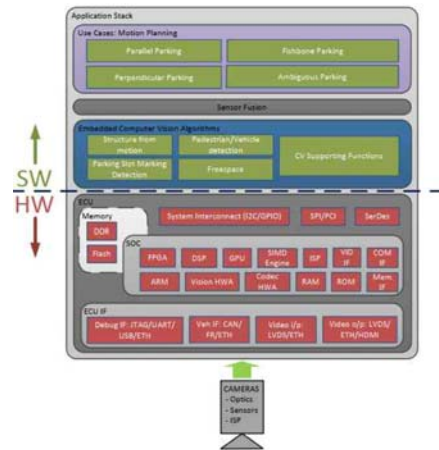 Application Stack
Use Cases: Motion Planning
Parallel Parking
Fishbone Parking
Perpendicular Parking
Ambiguous Parking
Sensor Fusion
Embedded Computer Vision Algorithms
Structure from
motion
Pedestrian/Vehicle
detection
CV Supporting Functions
Parking Slot Marking
Detection
Freespace
SW
HW
ECU
Memory
DDR
Flash
System Interconnect (I2C/GPIO)
SPI/PCI
SerDes
SOC
FPGA
DSP
GPU
SIMD
Engine
ISP
VID
IF
COM
IF
ARM
Vision HWA
Codec
HWA
RAM
ROM
Mem
IF
ECU IF
Debug IF: JTAG/UART/
USB/ETH
Veh IF: CAN/
FR/ETH
Video i/p:
LVDS/ETH
Video o/p: LVDS/
ETH/HDMI
CAMERAS
- Optics
- Sensors
- ISP